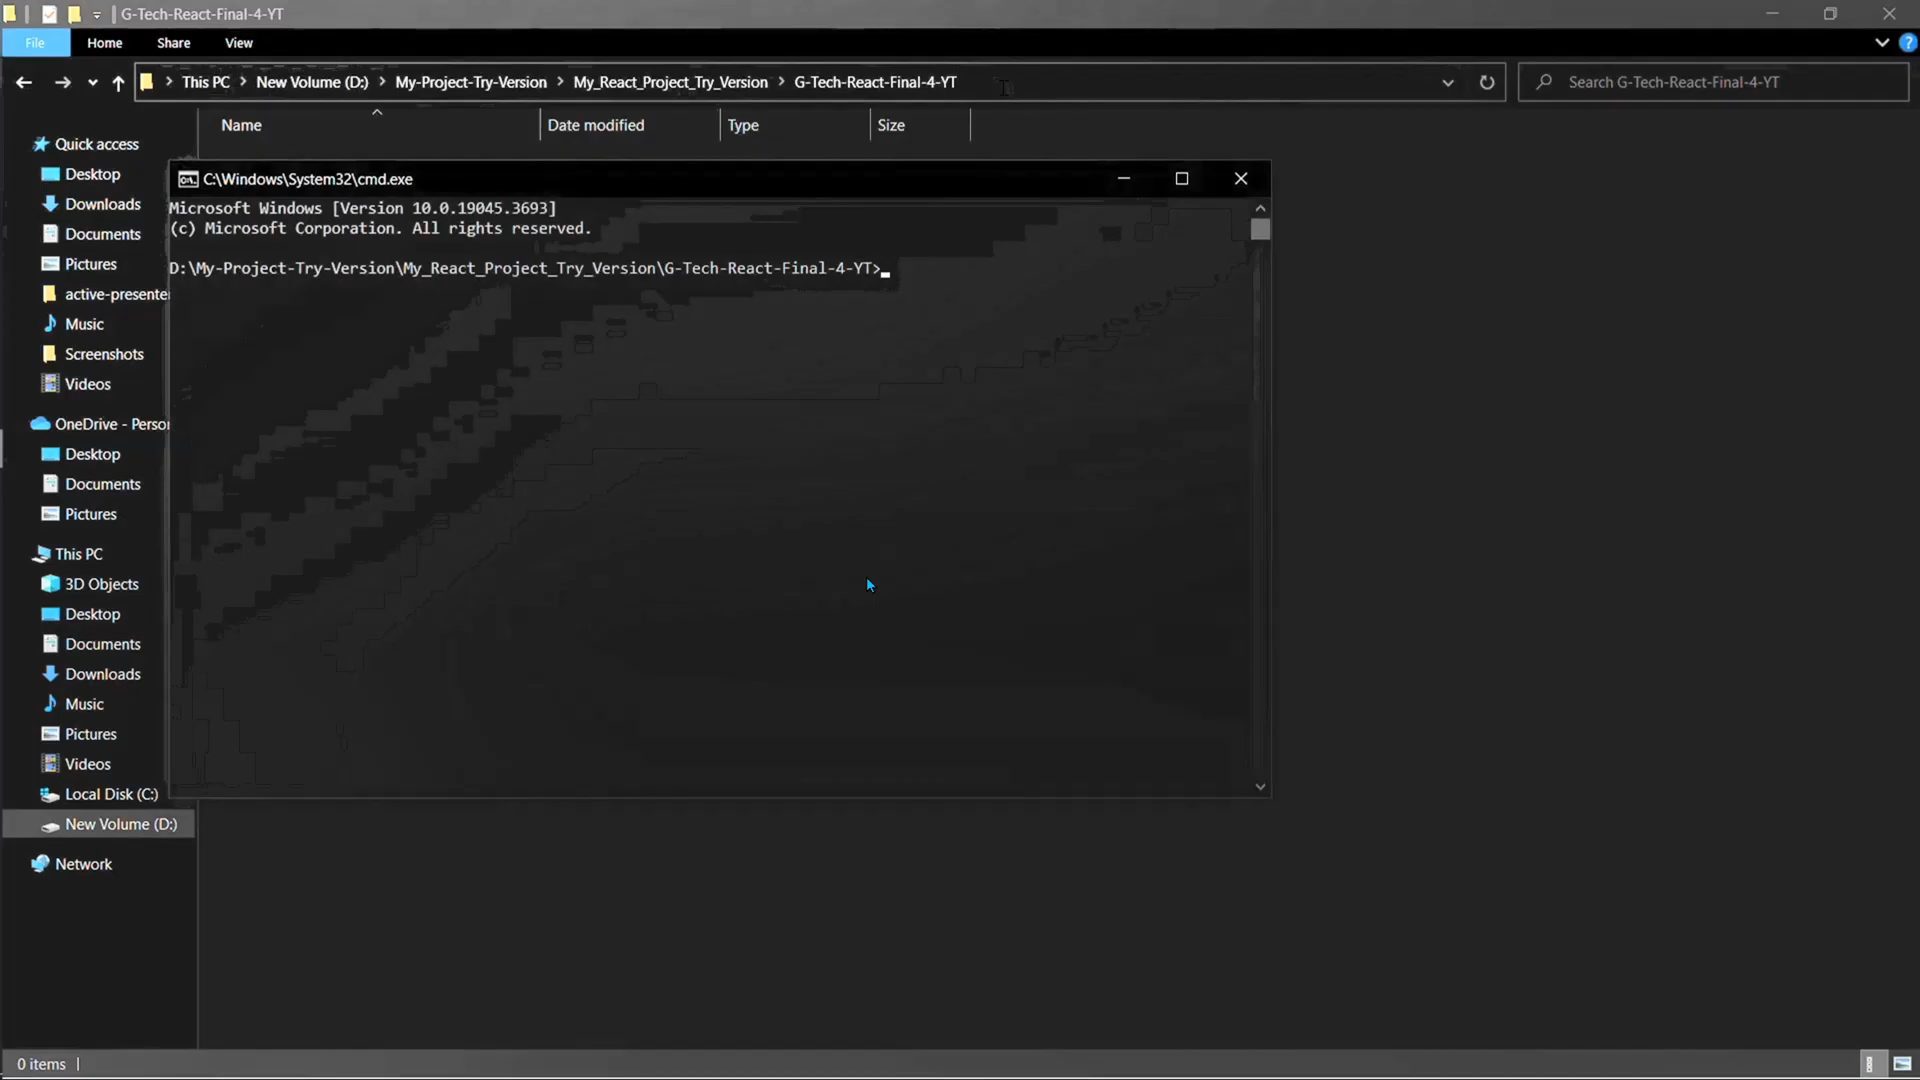 G-Tech-React-Final-4-YT
File Home Share View
This PC New Volume (D:) My-Project-Try-Version My_React_Project_Try_Version G-Tech-React-Final-4-YT Search G-Tech-React-Final-4-YT
Name Date modified Type Size
Quick access
Desktop
Downloads
Documents
Pictures
active-presente
Music
Screenshots
Videos
OneDrive - Perso
Desktop
Documents
Pictures
This PC
3D Objects
Desktop
Documents
Downloads
Music
Pictures
Videos
Local Disk (C:)
New Volume (D:)
Network
C:\Windows\System32\cmd.exe
Microsoft Windows [Version 10.0.19045.3693]
(c) Microsoft Corporation. All rights reserved.
D:\My-Project-Try-Version\My_React_Project_Try_Version\G-Tech-React-Final-4-YT>
0 items